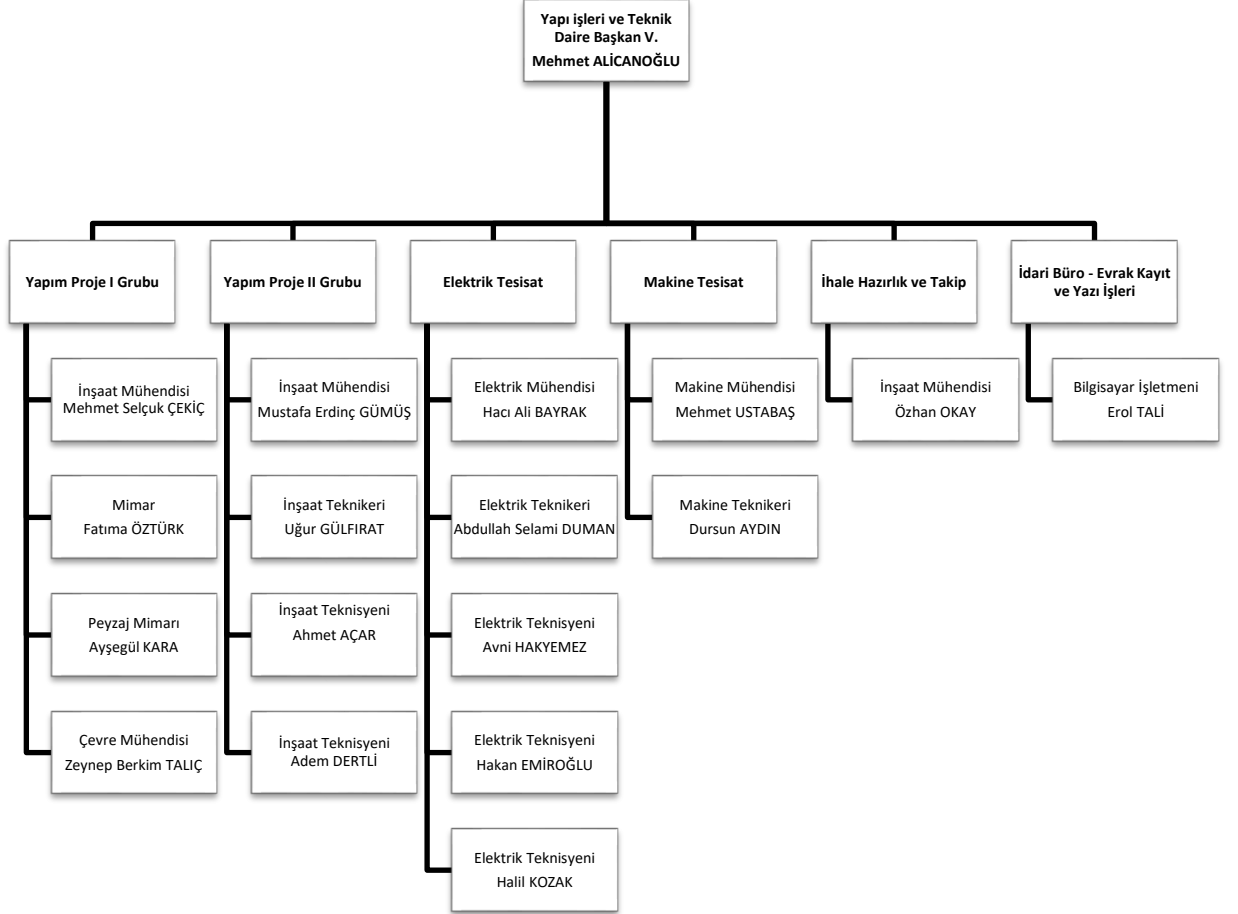 Yapı işleri ve Teknik
Daire Başkan V.
Mehmet ALİCANOĞLU
Yapım Proje I Grubu
Yapım Proje II Grubu
Elektrik Tesisat
Makine Tesisat
İhale Hazırlık ve Takip
İdari Büro - Evrak Kayıt
ve Yazı İşleri
İnşaat Mühendisi
Mehmet Selçuk ÇEKİÇ
Mimar
Fatıma ÖZTÜRK
Peyzaj Mimarı
Ayşegül KARA
Çevre Mühendisi
Zeynep Berkim TALIÇ
İnşaat Mühendisi
Mustafa Erdinç GÜMÜŞ
İnşaat Teknikeri
Uğur GÜLFIRAT
İnşaat Teknisyeni
Ahmet AÇAR
İnşaat Teknisyeni
Adem DERTLİ
Elektrik Mühendisi
Hacı Ali BAYRAK
Elektrik Teknikeri
Abdullah Selami DUMAN
Elektrik Teknisyeni
Avni HAKYEMEZ
Elektrik Teknisyeni
Hakan EMİROĞLU
Elektrik Teknisyeni
Halil KOZAK
Makine Mühendisi
Mehmet USTABAŞ
Makine Teknikeri
Dursun AYDIN
İnşaat Mühendisi
Özhan OKAY
Bilgisayar İşletmeni
Erol TALİ